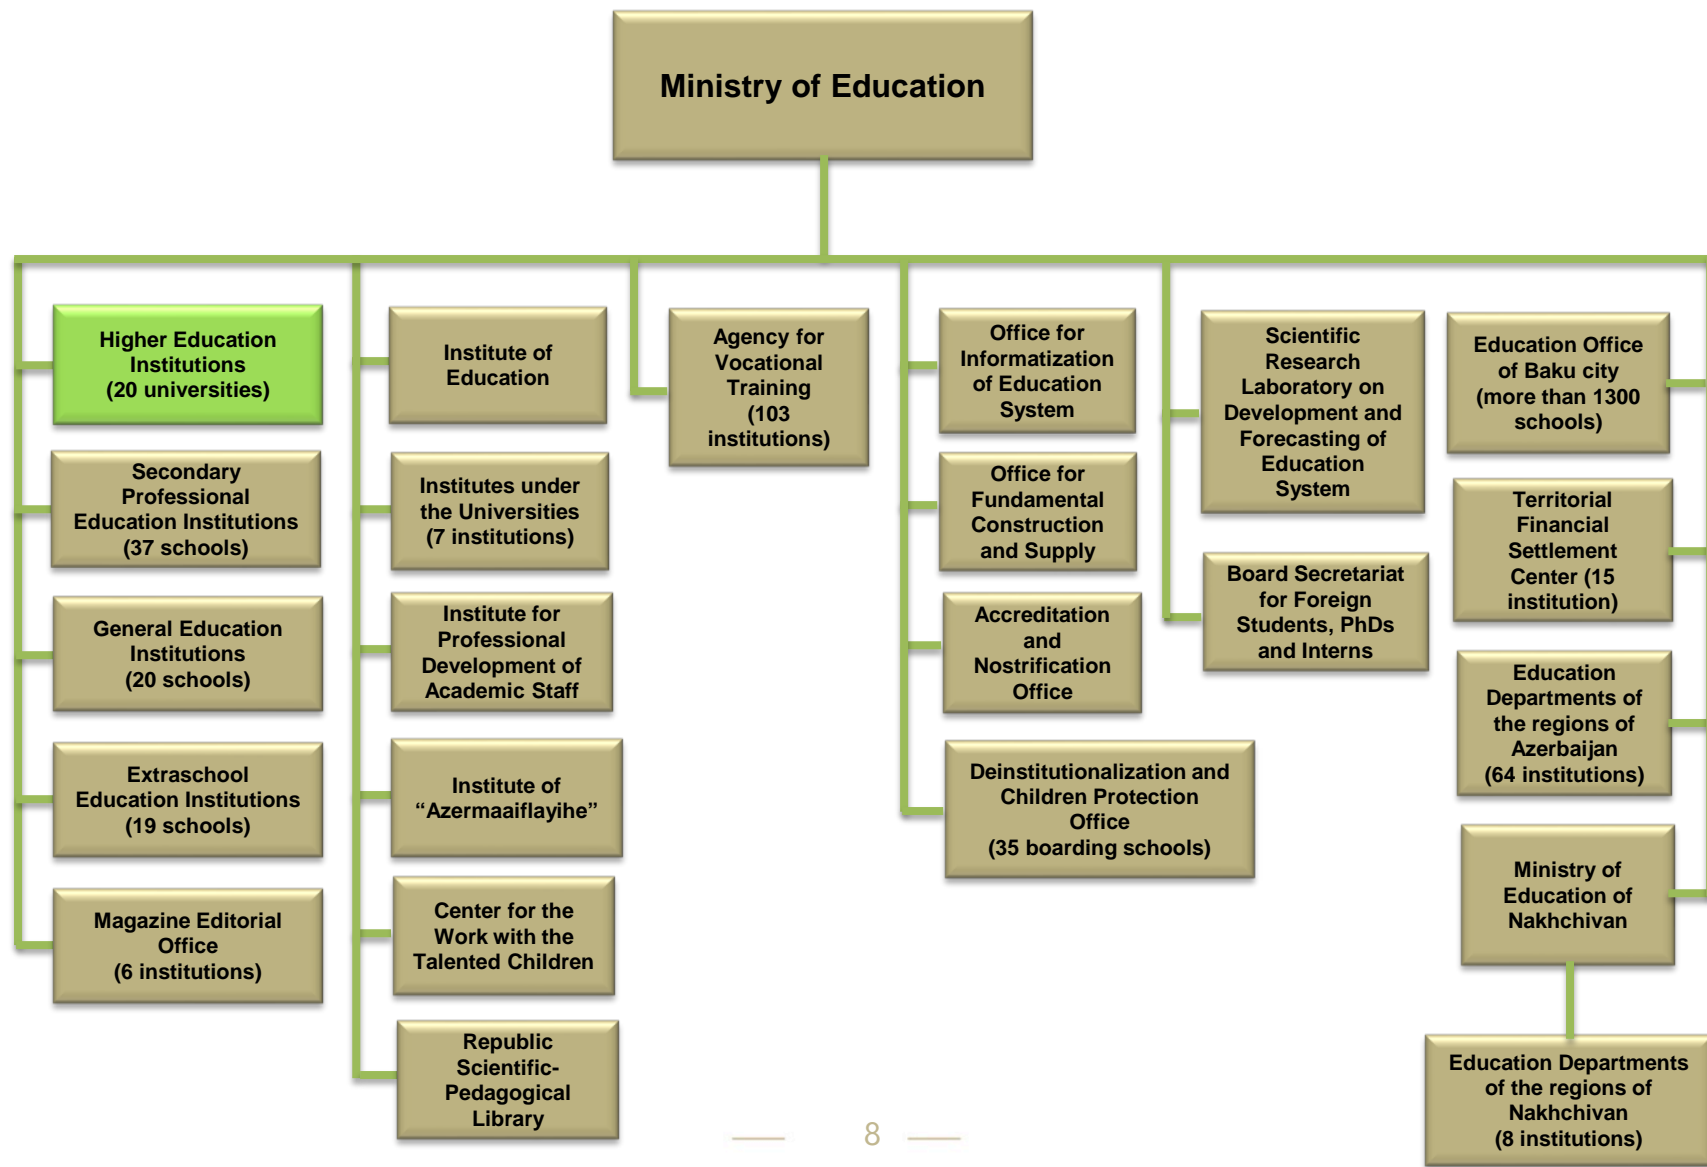 Ministry of Education
Higher Education
Institutions
(20 universities)
Secondary
Professional
Education Institutions
(37 schools)
General Education
Institutions
(20 schools)
Extraschool
Education Institutions
(19 schools)
Magazine Editorial
Office
(6 institutions)
Institute of
Education
Institutes under
the Universities
(7 institutions)
Institute for
Professional
Development of
Academic Staff
Institute of
“Azermaaiflayihe”
Center for the
Work with the
Talented Children
Republic
Scientific-
Pedagogical
Library
Agency for
Vocational
Training
(103
institutions)
Office for
Informatization
of Education
System
Office for
Fundamental
Construction
and Supply
Accreditation
and
Nostrification
Office
Deinstitutionalization and
Children Protection
Office
(35 boarding schools)
Scientific
Research
Laboratory on
Development and
Forecasting of
Education
System
Board Secretariat
for Foreign
Students, PhDs
and Interns
Education Office
of Baku city
(more than 1300
schools)
Territorial
Financial
Settlement
Center (15
institution)
Education
Departments of
the regions of
Azerbaijan
(64 institutions)
Ministry of
Education of
Nakhchivan
Education Departments
of the regions of
Nakhchivan
(8 institutions)
8